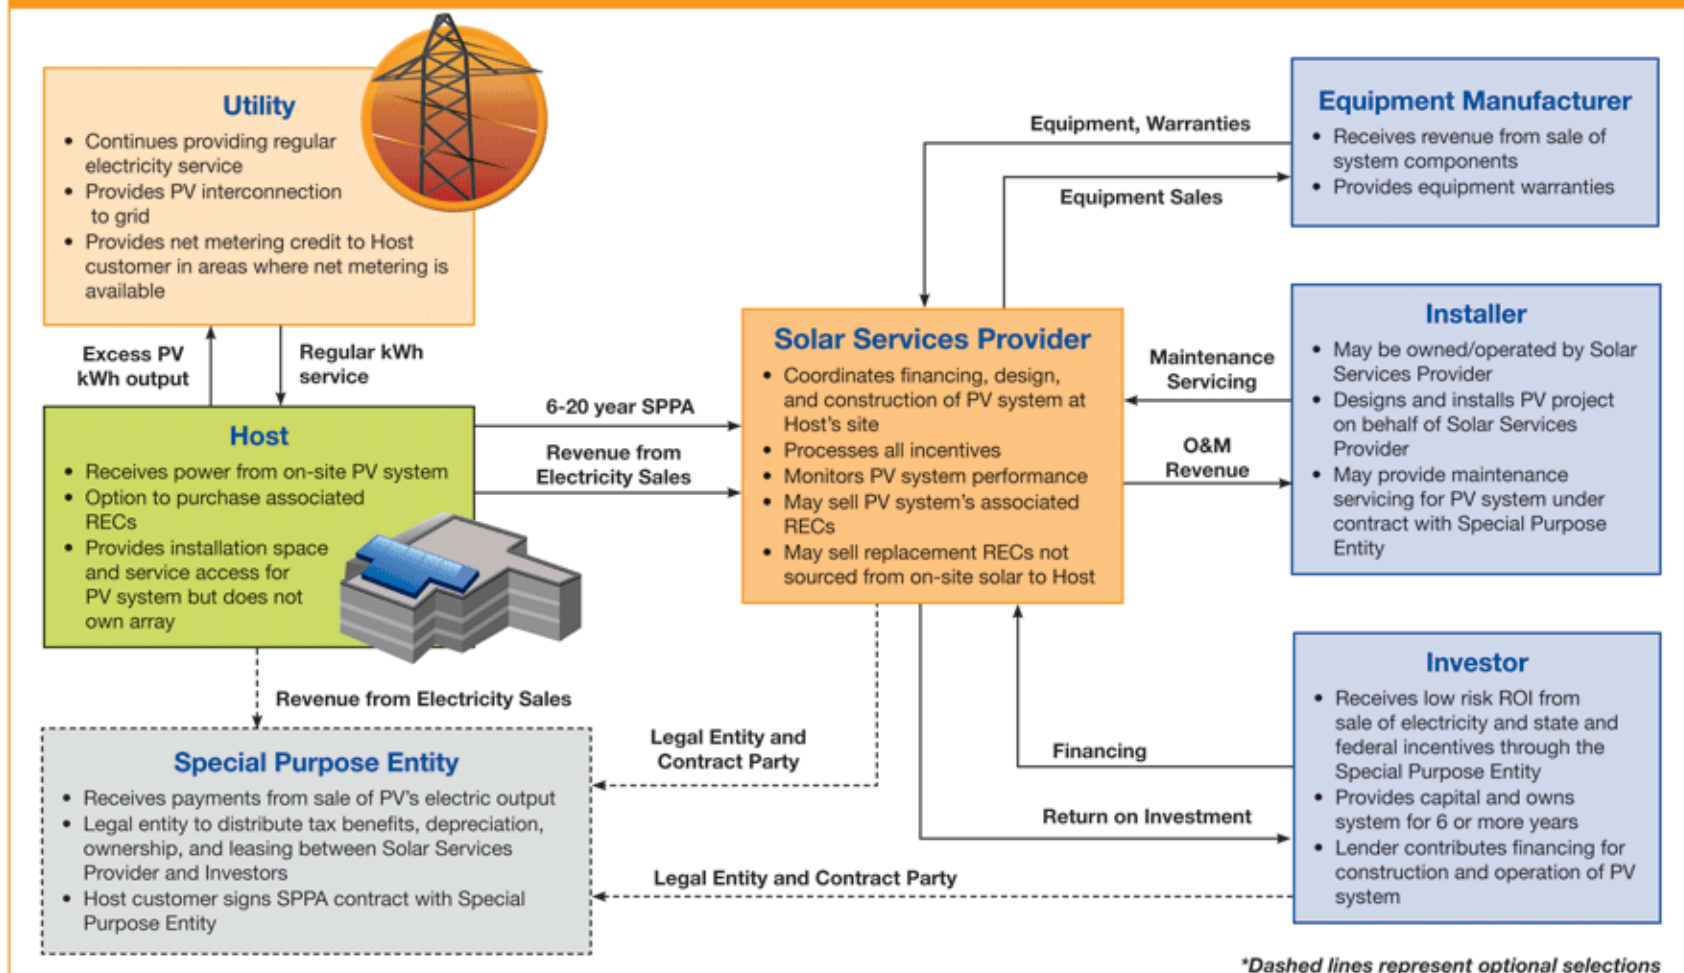 Utility
• Continues providing regular
electricity service
• Provides PV interconnection
to grid
• Provides net metering credit to Host
customer in areas where net metering is
available
Excess PV
kWh output
Regular kWh
service
Host
• Receives power from on-site PV system
• Option to purchase associated
RECs
• Provides installation space
and service access for
PV system but does not
own array
Revenue from Electricity Sales
Special Purpose Entity
• Receives payments from sale of PV's electric output
• Legal entity to distribute tax benefits, depreciation,
ownership, and leasing between Solar Services
Provider and Investors
• Host customer signs SPPA contract with Special
Purpose Entity
6-20 year SPPA
Revenue from
Electricity Sales
Solar Services Provider
• Coordinates financing, design,
and construction of PV system at
Host's site
• Processes all incentives
• Monitors PV system performance
• May sell PV system's associated
RECs
• May sell replacement RECs not
sourced from on-site solar to Host
Legal Entity and
Contract Party
Legal Entity and Contract Party
Equipment, Warranties
Equipment Sales
Maintenance
Servicing
O&M
Revenue
Financing
Return on Investment
Equipment Manufacturer
• Receives revenue from sale of
system components
• Provides equipment warranties
Installer
• May be owned/operated by Solar
Services Provider
• Designs and installs PV project
on behalf of Solar Services
Provider
• May provide maintenance
servicing for PV system under
contract with Special Purpose
Entity
Investor
• Receives low risk ROI from
sale of electricity and state and
federal incentives through the
Special Purpose Entity
• Provides capital and owns
system for 6 or more years
• Lender contributes financing for
construction and operation of PV
system
*Dashed lines represent optional selections